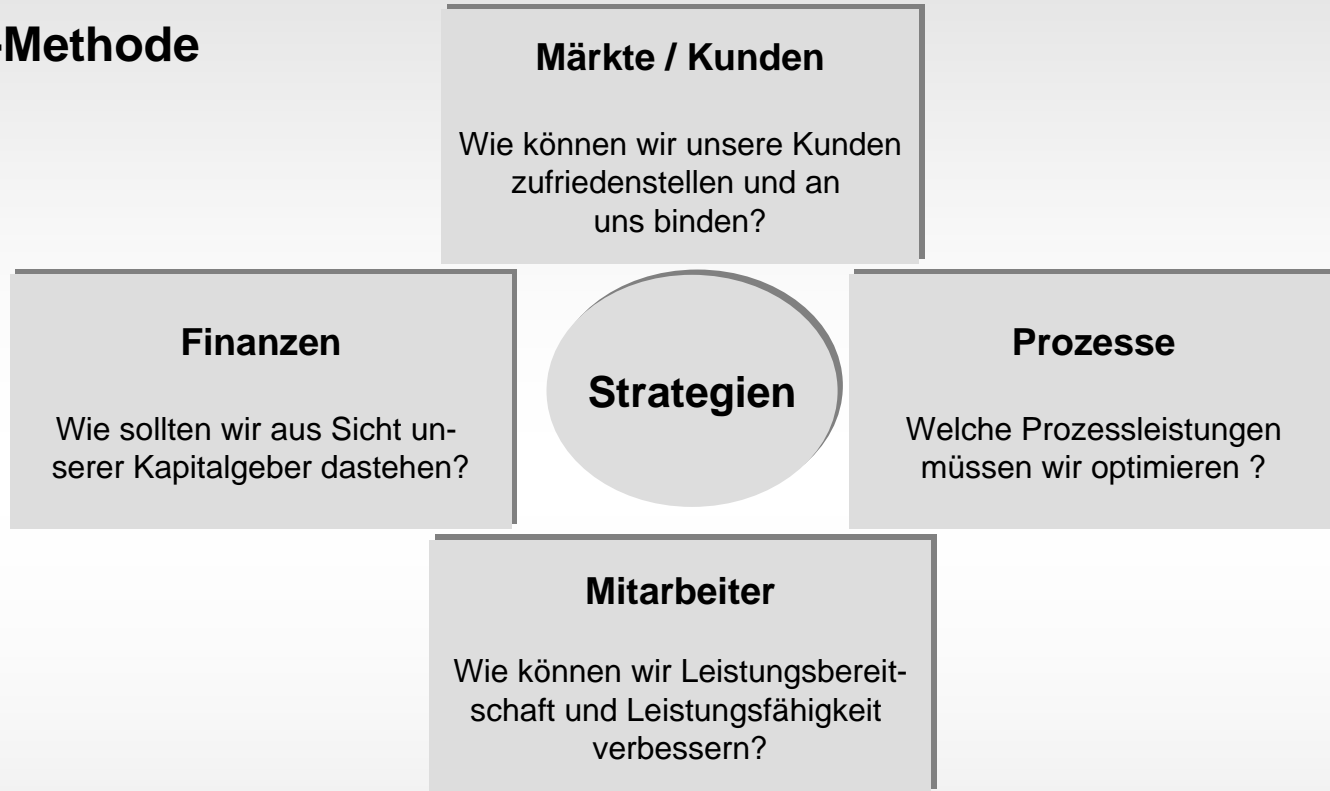 -Methode
Märkte / Kunden
Wie können wir unsere Kunden
zufriedenstellen und an
uns binden?
Finanzen
Wie sollten wir aus Sicht un-
serer Kapitalgeber dastehen?
Strategien
Prozesse
Welche Prozessleistungen
müssen wir optimieren ?
Mitarbeiter
Wie können wir Leistungsbereit-
schaft und Leistungsfähigkeit
verbessern?